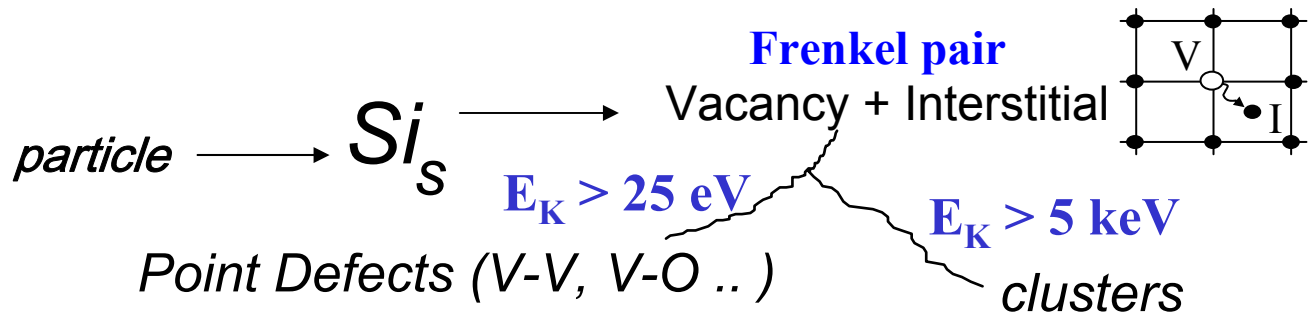 Frenkel pair
Vacancy + Interstitial
V
I
particle
Si_s
E_K > 25 eV
E_K > 5 keV
Point Defects (V-V, V-O .. )
clusters